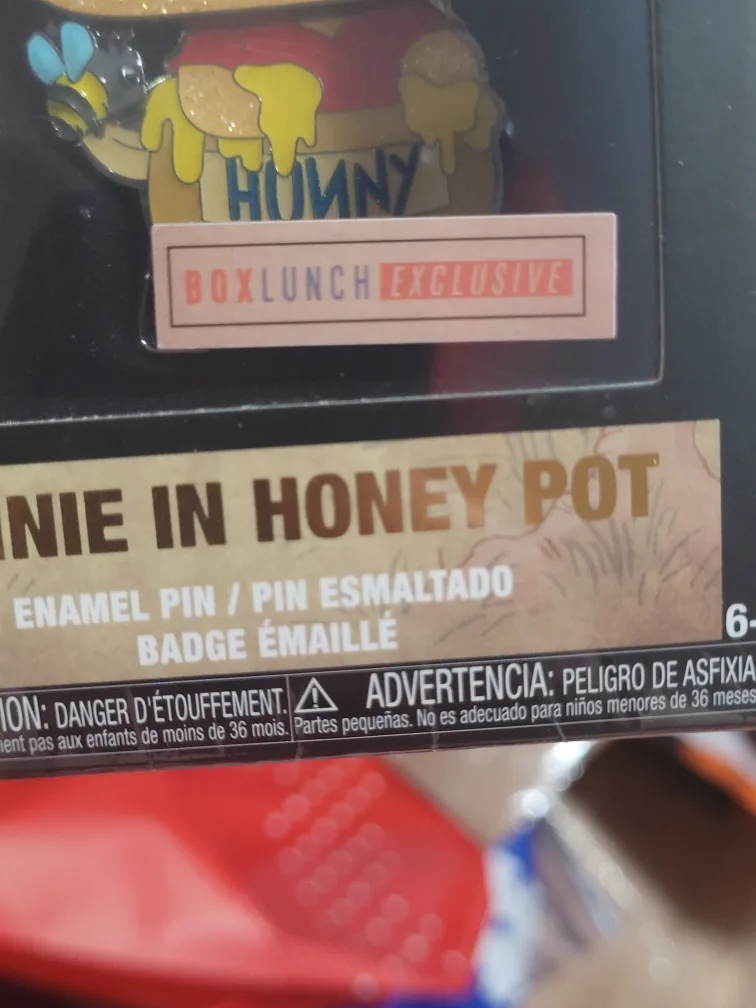 HUNNY
BOXLUNCH EXCLUSIVE
NIE IN HONEY POT
ENAMEL PIN / PIN ESMALTADO
BADGE ÉMAILLÉ
6-
ION: DANGER D'ÉTOUFFEMENT.
ient pas aux enfants de moins de 36 mois.
ADVERTENCIA: PELIGRO DE ASFIXIA
Partes pequeñas. No es adecuado para niños menores de 36 meses